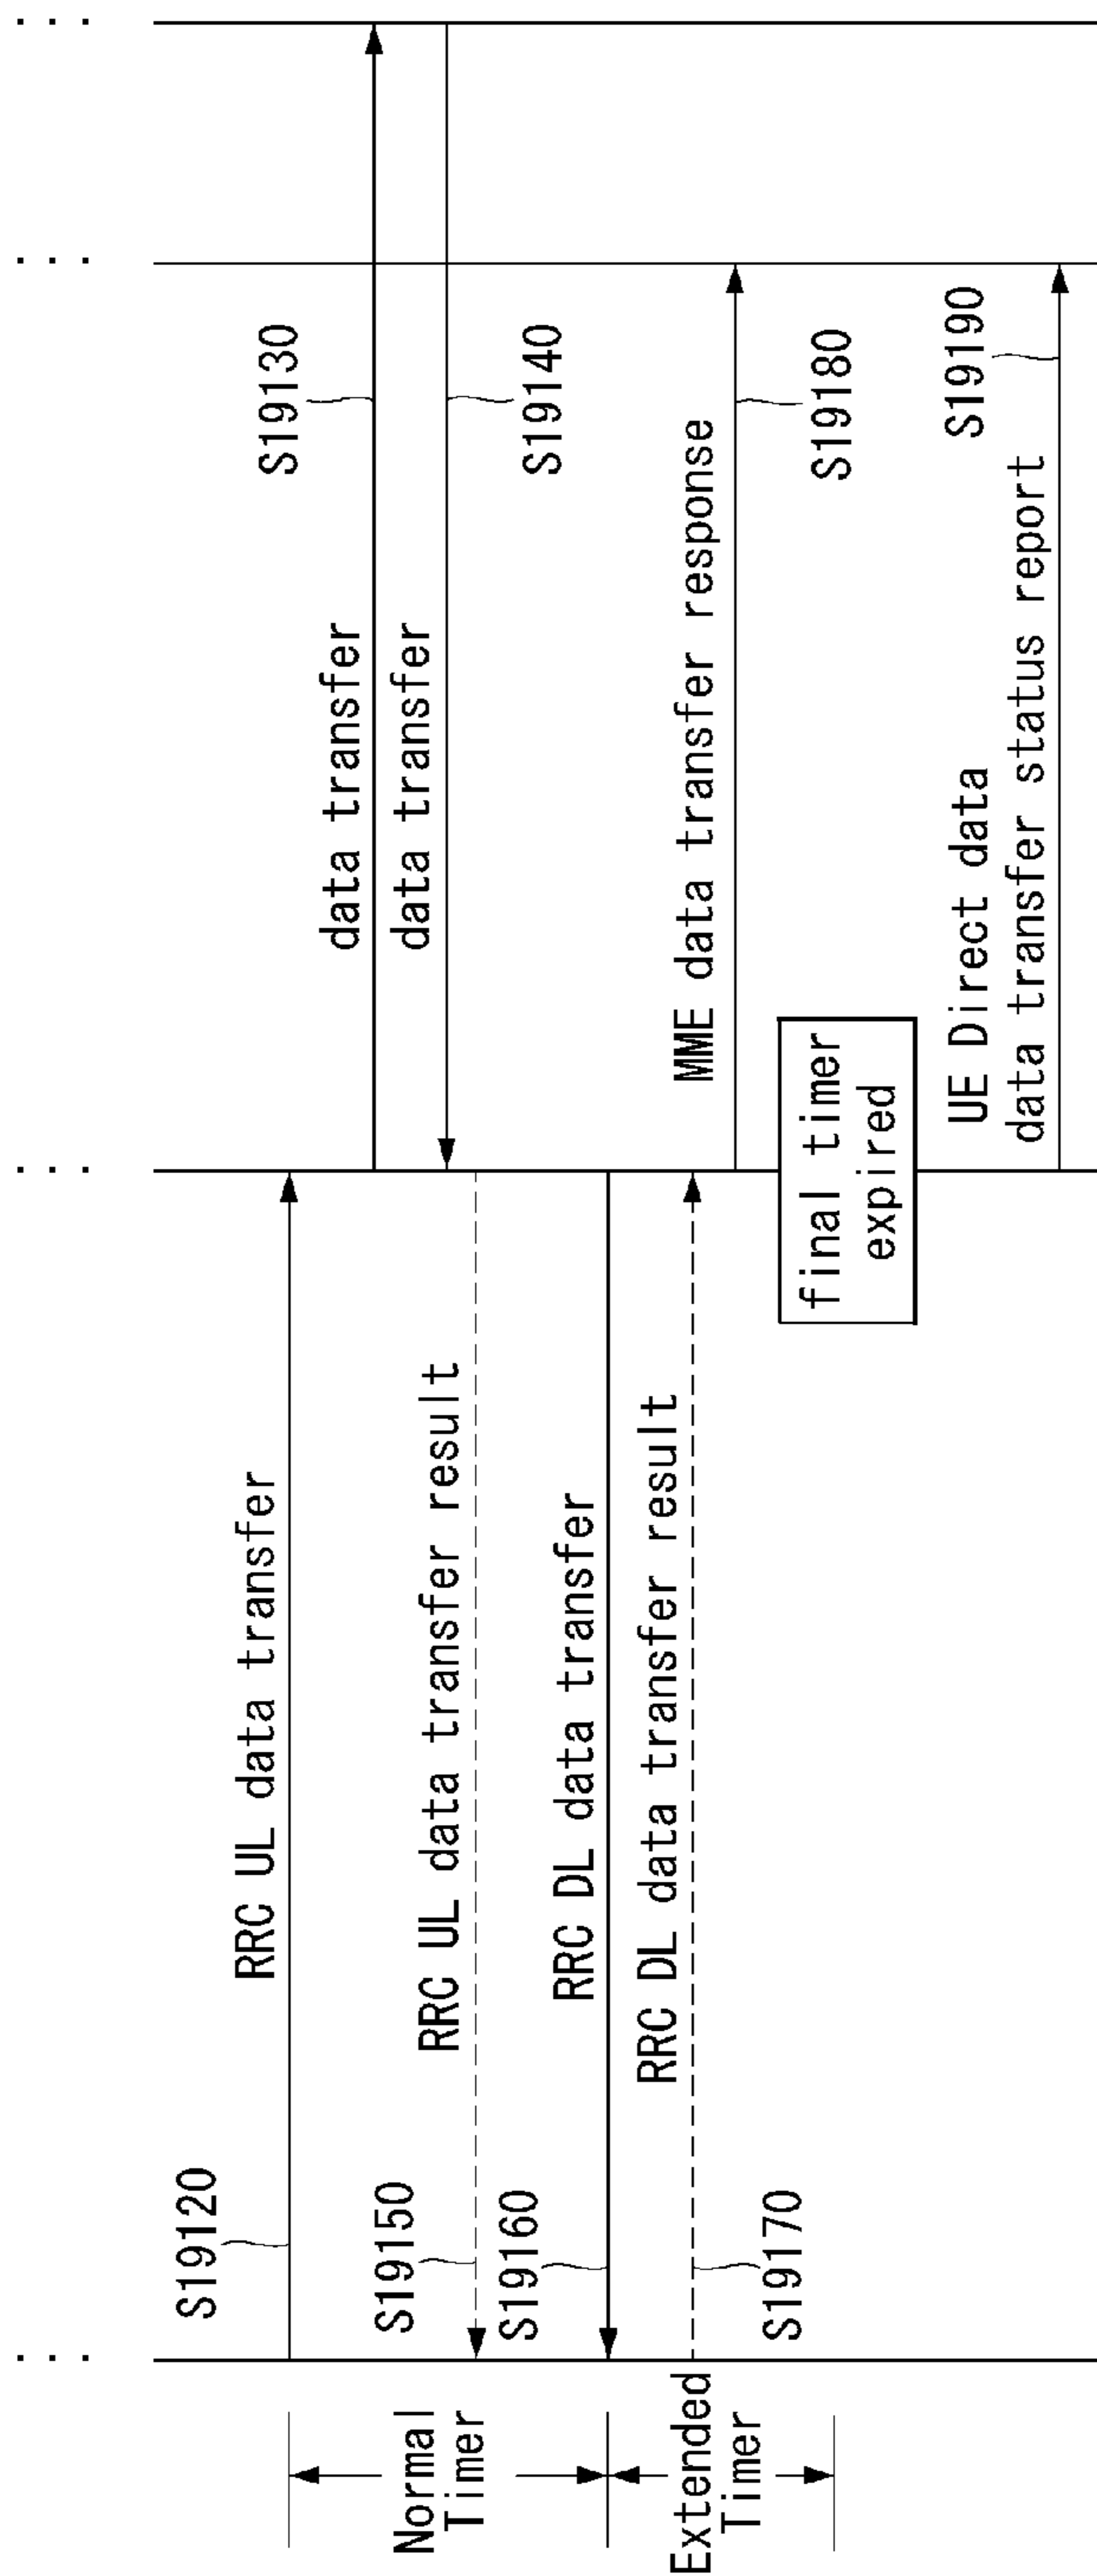 . . .
. . .
. . .
. . .
S19120
RRC UL data transfer
data transfer
S19130
data transfer
S19140
S19150
RRC UL data transfer result
S19160
RRC DL data transfer
RRC DL data transfer result
S19170
MME data transfer response
S19180
final timer
expired
UE Direct data
data transfer status report
S19190
Normal
Timer
Extended
Timer